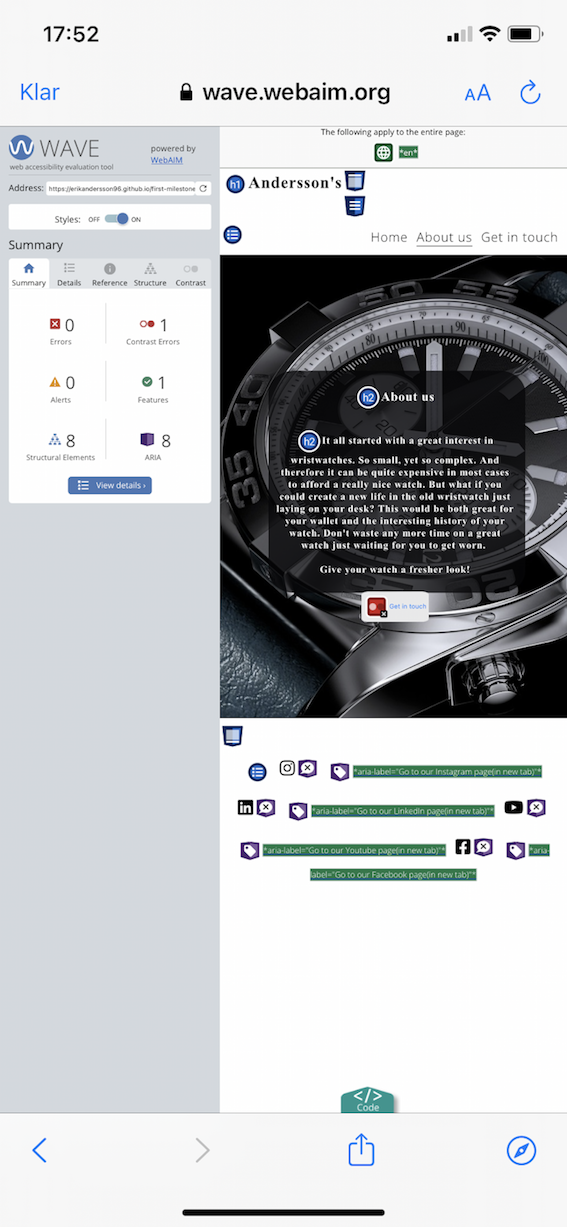 17:52
Klar
wave.webaim.org
AA
WAVE
web accessibility evaluation tool
powered by
WebAIM
Address: https://erikandersson96.github.io/first-milestone
Styles: OFF ON
Summary
Summary Details Reference Structure Contrast
0 1
Errors Contrast Errors
0 1
Alerts Features
8 8
Structural Elements ARIA
View details ›
The following apply to the entire page:
*en*
h1 Andersson's
Home About us Get in touch
h2 About us
h2 It all started with a great interest in
wristwatches. So small, yet so complex. And
therefore it can be quite expensive in most cases
to afford a really nice watch. But what if you
could create a new life in the old wristwatch just
laying on your desk? This would be both great for
your wallet and the interesting history of your
watch. Don't waste any more time on a great
watch just waiting for you to get worn.
Give your watch a fresher look!
Get in touch
55
90
40
35
*aria-label="Go to our Instagram page(in new tab)"*
*aria-label="Go to our LinkedIn page(in new tab)"*
*aria-label="Go to our Youtube page(in new tab)"*
*aria-
label="Go to our Facebook page(in new tab)"*
</>
Code